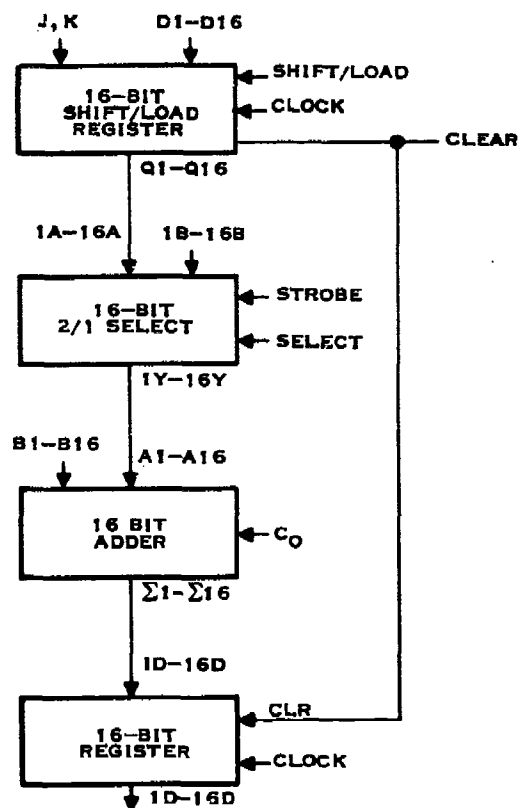 J, K
D1-D16
16-BIT
SHIFT/LOAD
REGISTER
SHIFT/LOAD
CLOCK
CLEAR
Q1-Q16
1A-16A
1B-16B
16-BIT
2/1 SELECT
STROBE
SELECT
1Y-16Y
B1-B16
A1-A16
16 BIT
ADDER
C0
Σ1-Σ16
1D-16D
16-BIT
REGISTER
CLR
CLOCK
1D-16D